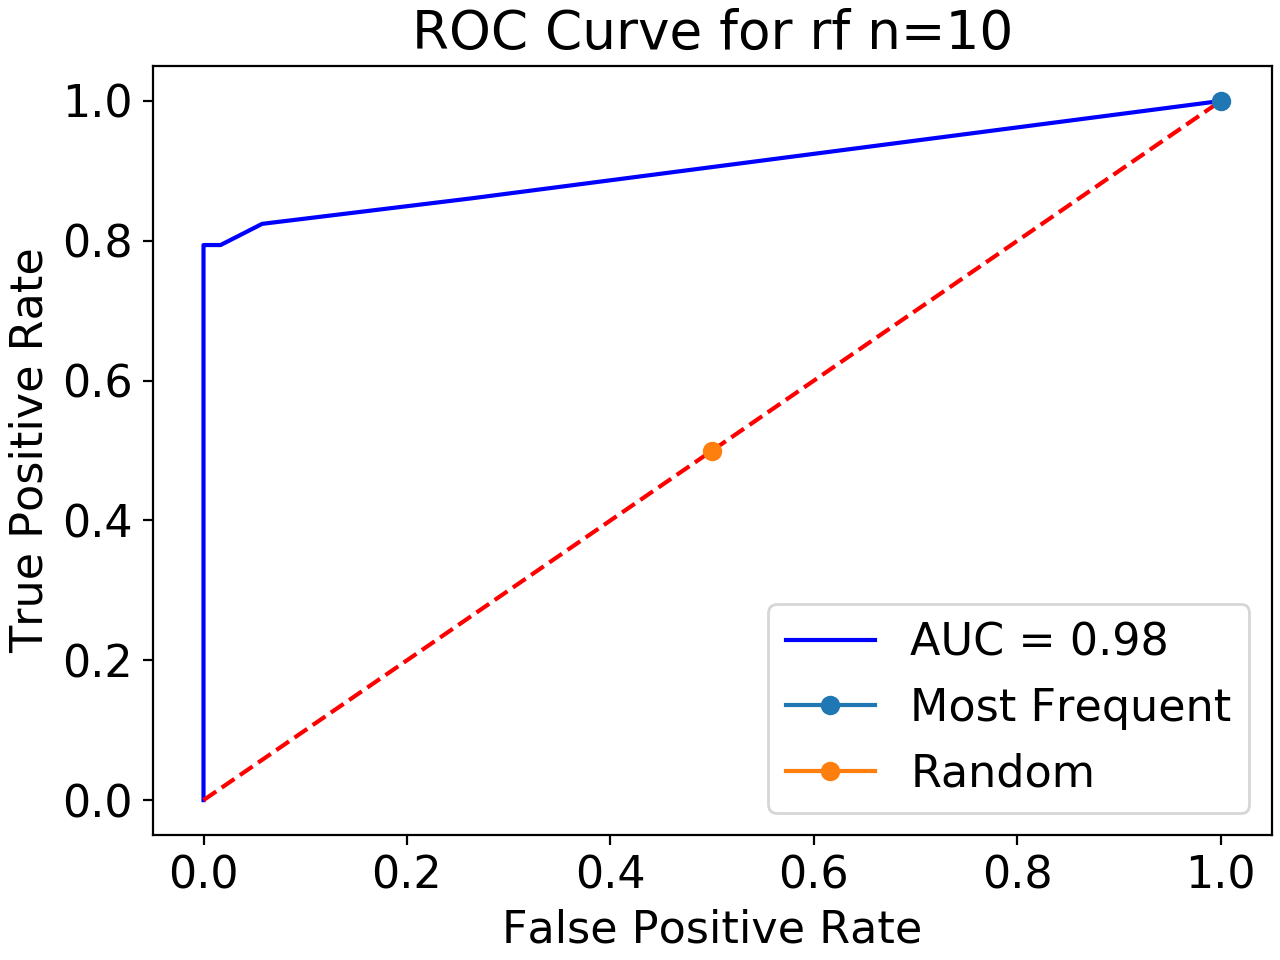 ROC Curve for rf n=10
1.0
0.8
0.6
0.4
0.2
0.0
True Positive Rate
AUC = 0.98
Most Frequent
Random
0.0 0.2 0.4 0.6 0.8 1.0
False Positive Rate